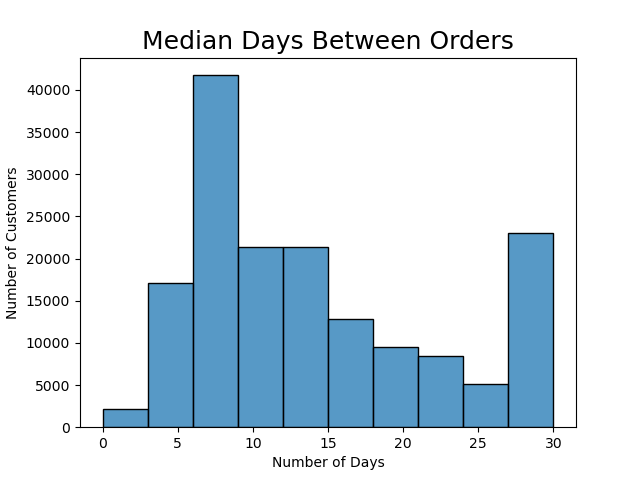 Median Days Between Orders
40000
35000
30000
25000
20000
15000
10000
5000
0
Number of Customers
0 5 10 15 20 25 30
Number of Days